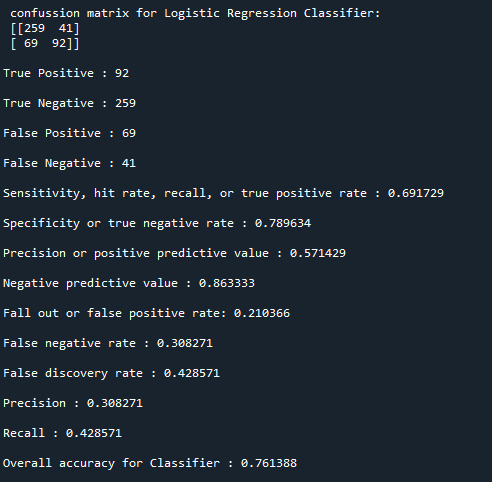 confussion matrix for Logistic Regression Classifier:
[[259 41]
[ 69 92]]
True Positive : 92
True Negative : 259
False Positive : 69
False Negative : 41
Sensitivity, hit rate, recall, or true positive rate : 0.691729
Specificity or true negative rate : 0.789634
Precision or positive predictive value : 0.571429
Negative predictive value : 0.863333
Fall out or false positive rate: 0.210366
False negative rate : 0.308271
False discovery rate : 0.428571
Precision : 0.308271
Recall : 0.428571
Overall accuracy for Classifier : 0.761388